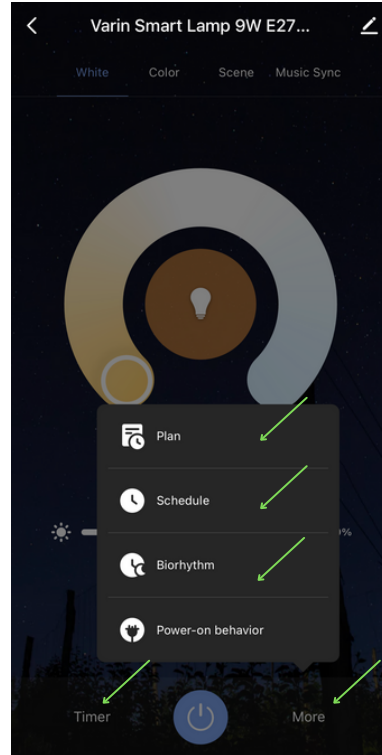 Varin Smart Lamp 9W E27...
White Color Scene Music Sync
Plan
Schedule
%
Biorhythm
Power-on behavior
Timer More